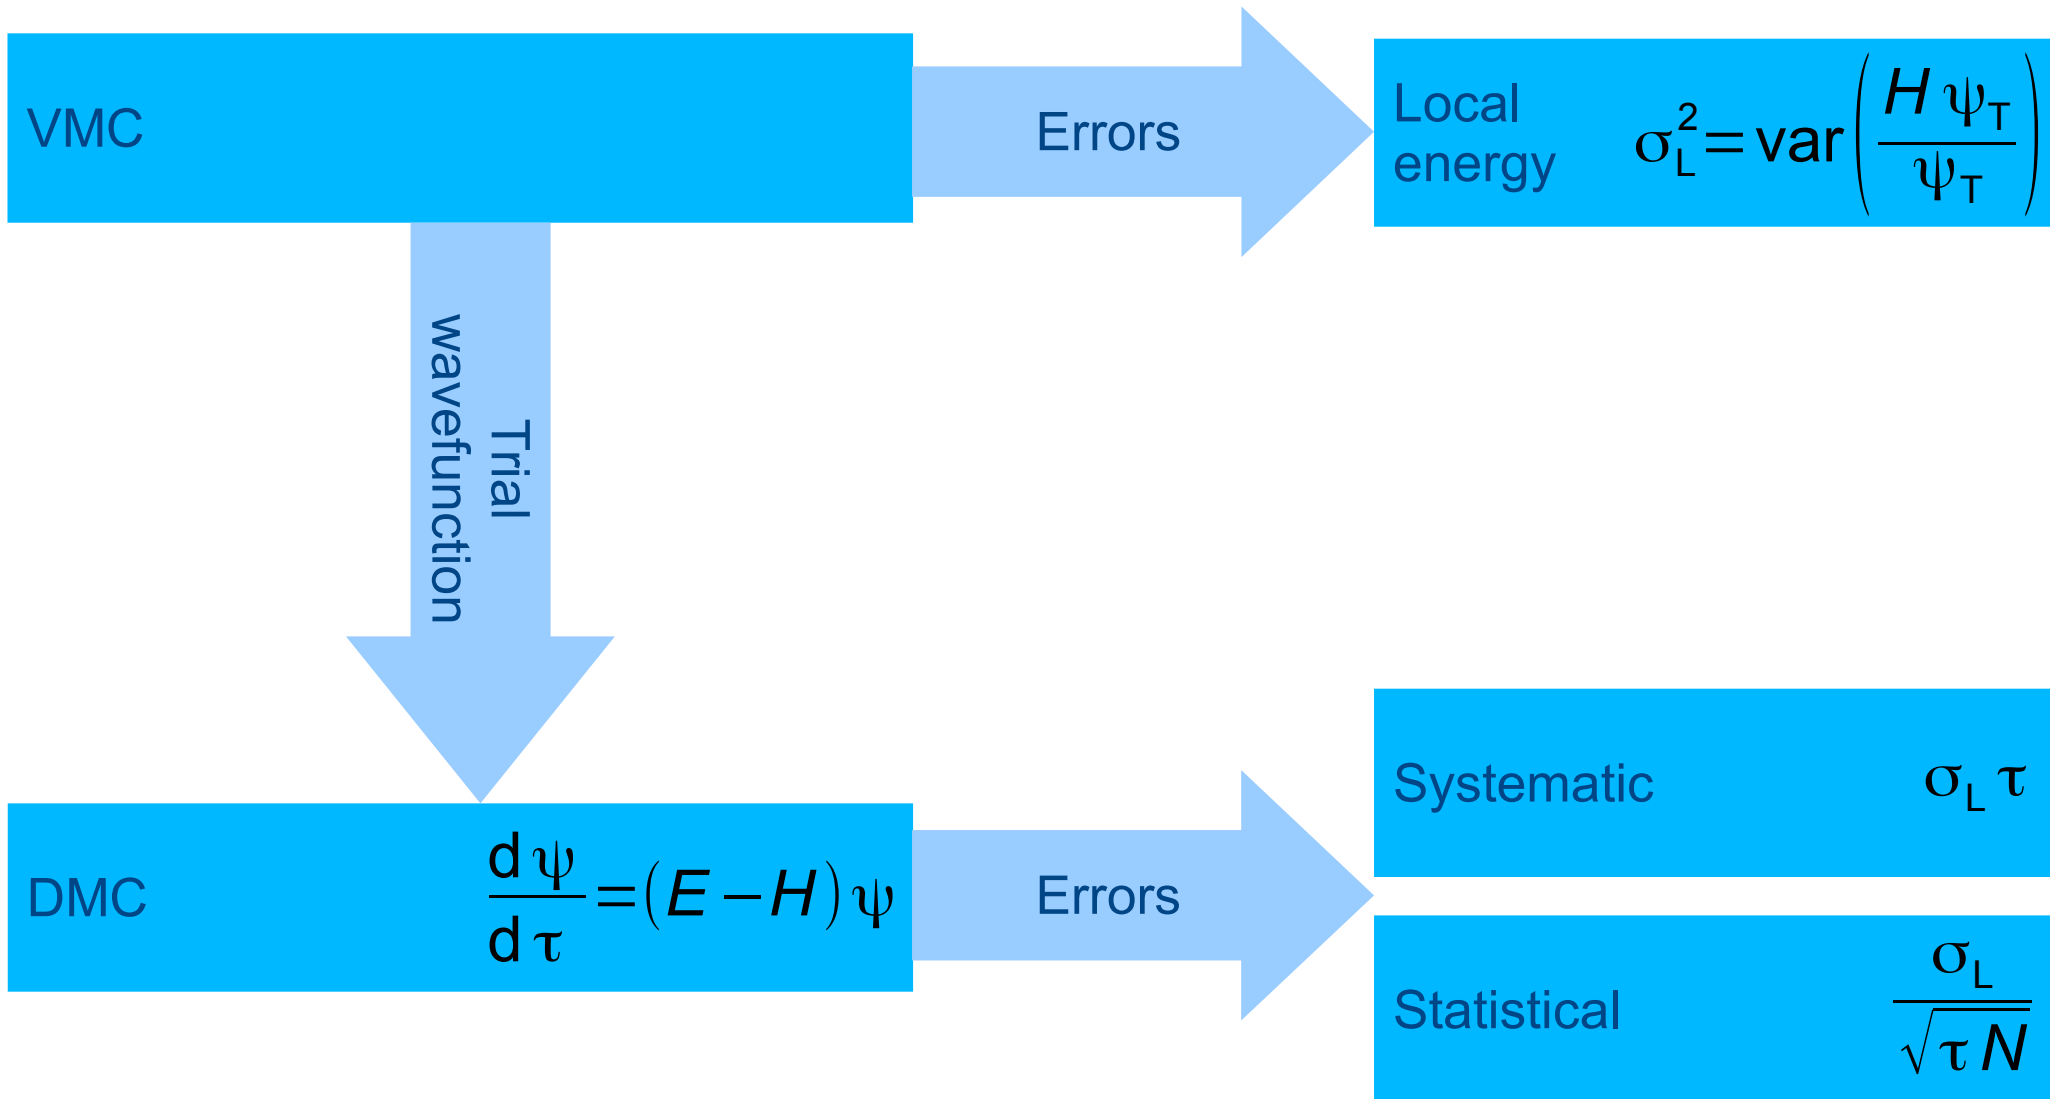 VMC
Errors
Local
energy
σ_L^2 = var(Hψ_T/ψ_T)
Trial
wavefunction
DMC
dψ/dτ = (E−H)ψ
Errors
Systematic
σ_L τ
Statistical
σ_L/√(τN)